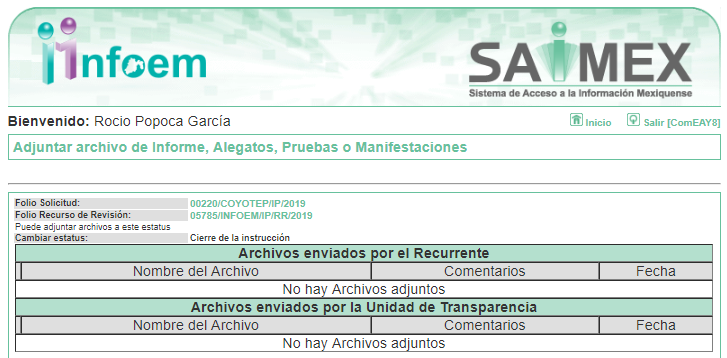 infoem
SAIMEX
Sistema de Acceso a la Información Mexiquense
Bienvenido: Rocio Popoca García
Inicio Salir [ComEAY8]
Adjuntar archivo de Informe, Alegatos, Pruebas o Manifestaciones
Folio Solicitud: 00220/COYOTEP/IP/2019
Folio Recurso de Revisión: 05785/INFOEM/IP/RR/2019
Puede adjuntar archivos a este estatus
Cambiar estatus: Cierre de la instrucción
Archivos enviados por el Recurrente
Nombre del Archivo Comentarios Fecha
No hay Archivos adjuntos
Archivos enviados por la Unidad de Transparencia
Nombre del Archivo Comentarios Fecha
No hay Archivos adjuntos